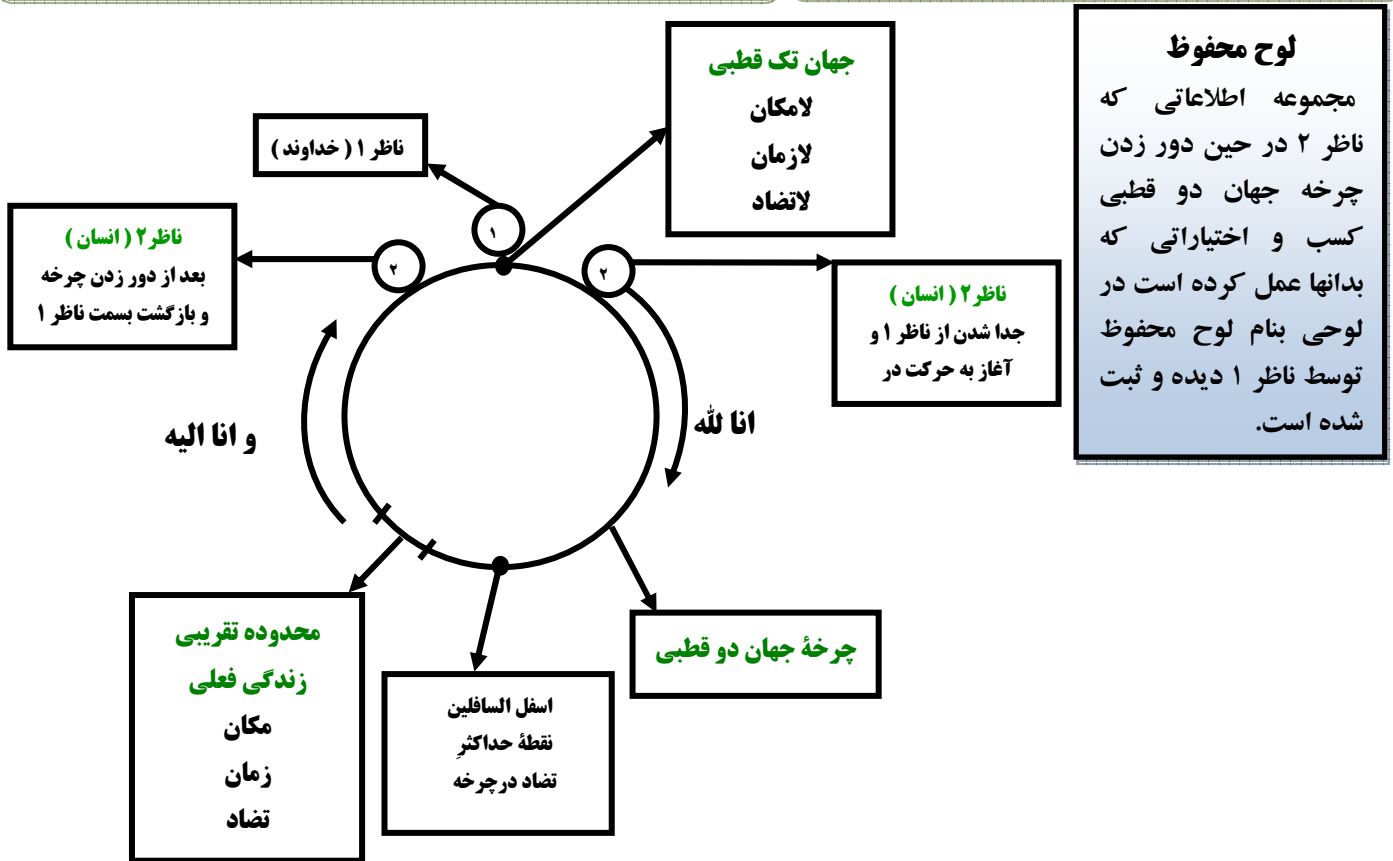 لوح محفوظ
مجموعه اطلاعاتی که
ناظر ۲ در حین دور زدن
چرخه جهان دو قطبی
کسب و اختیاراتی که
بدانها عمل کرده است در
لوحی بنام لوح محفوظ
توسط ناظر ۱ دیده و ثبت
شده است.
جهان تک قطبی
لامکان
لازمان
لاتضاد
ناظر ۱ ( خداوند )
۱
۲
۲
ناظر۲ ( انسان )
جدا شدن از ناظر ۱ و
آغاز به حرکت در
ناظر۲ ( انسان )
بعد از دور زدن چرخه
و بازگشت بسمت ناظر ۱
انا لله
و انا الیه
چرخهٔ جهان دو قطبی
اسفل السافلین
نقطهٔ حداکثرِ
تضاد درچرخه
محدوده تقریبی
زندگی فعلی
مکان
زمان
تضاد